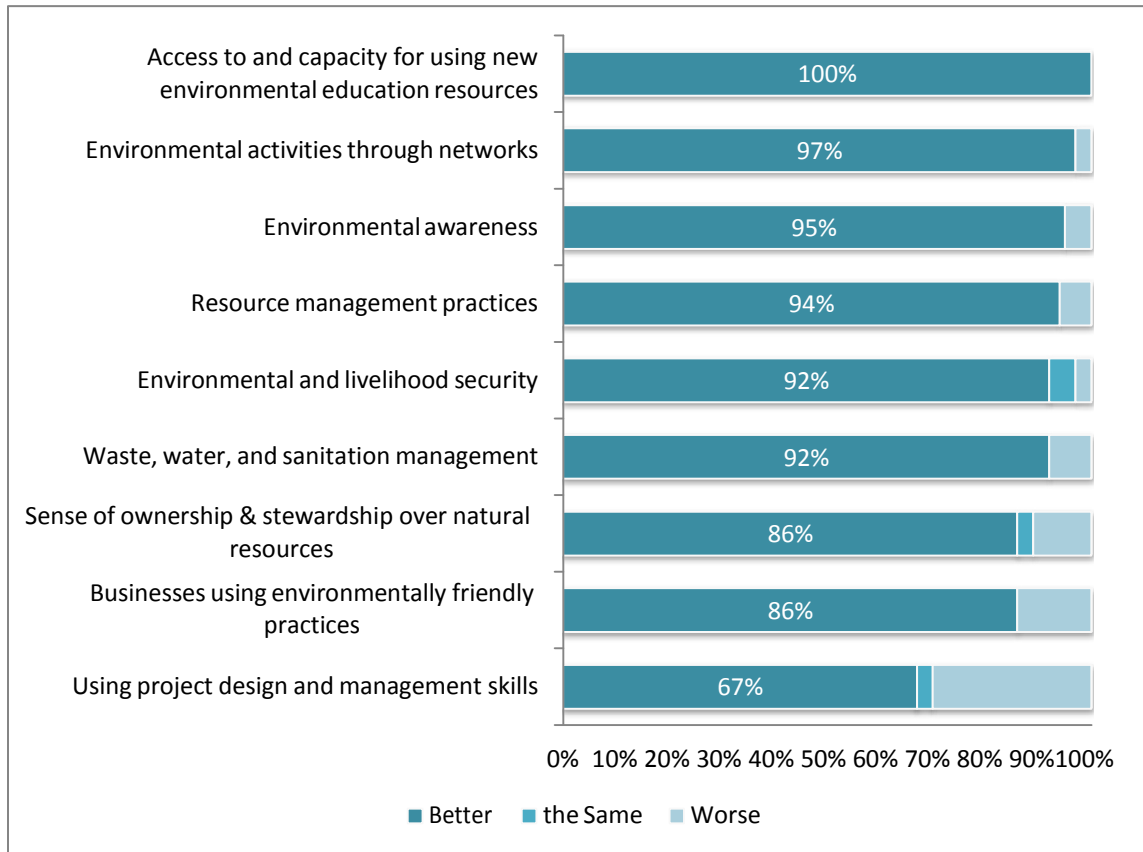 Access to and capacity for using new
environmental education resources
100%
Environmental activities through networks
97%
Environmental awareness
95%
Resource management practices
94%
Environmental and livelihood security
92%
Waste, water, and sanitation management
92%
Sense of ownership & stewardship over natural
resources
86%
Businesses using environmentally friendly
practices
86%
Using project design and management skills
67%
0% 10% 20% 30% 40% 50% 60% 70% 80% 90%100%
Better the Same Worse